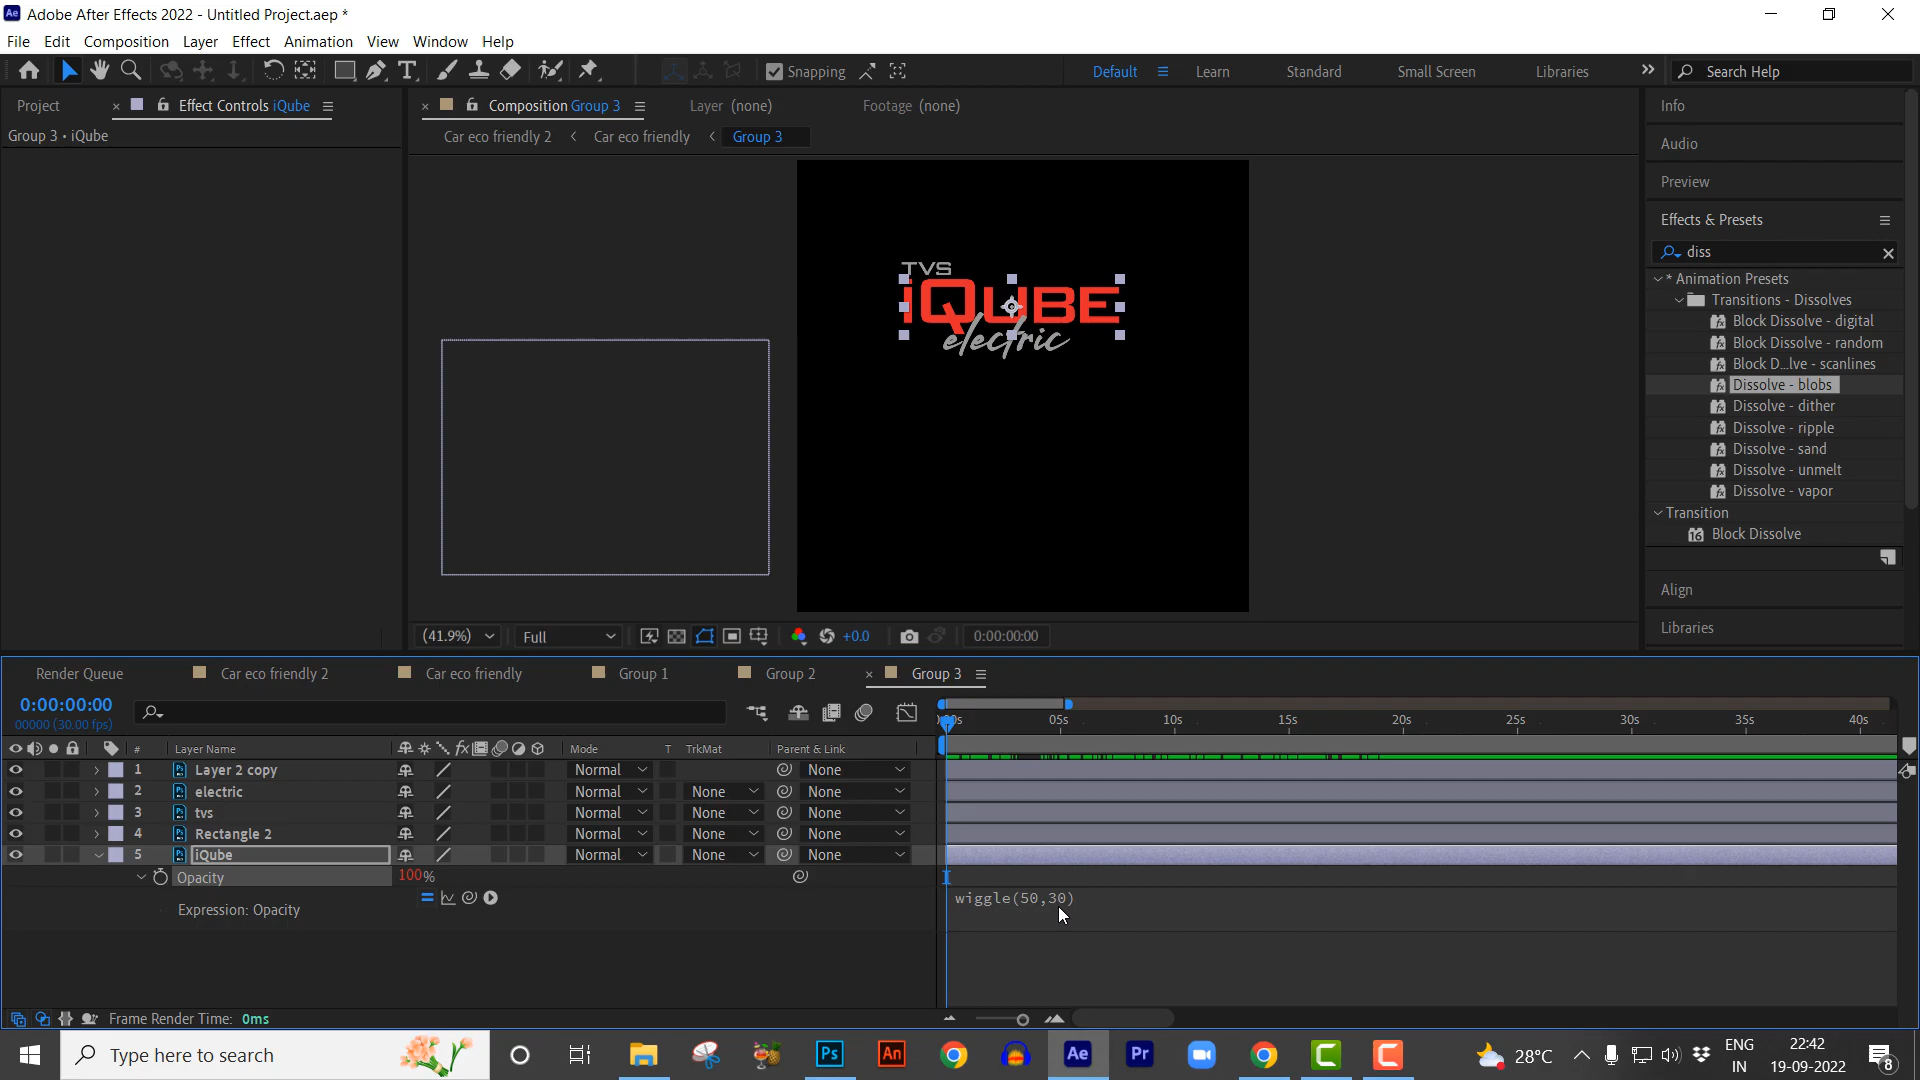 Adobe After Effects 2022 - Untitled Project.aep *
File Edit Composition Layer Effect Animation View Window Help
Snapping Default Learn Standard Small Screen Libraries Search Help
Project Effect Controls iQube
Group 3 • iQube
Composition Group 3 Layer (none) Footage (none)
Car eco friendly 2 Car eco friendly Group 3
TVS
iQUBE
electric
(41.9%) Full +0.0 0:00:00:00
Info
Audio
Preview
Effects & Presets
diss
* Animation Presets
Transitions - Dissolves
Block Dissolve - digital
Block Dissolve - random
Block D...lve - scanlines
Dissolve - blobs
Dissolve - dither
Dissolve - ripple
Dissolve - sand
Dissolve - unmelt
Dissolve - vapor
Transition
Block Dissolve
Align
Libraries
Render Queue Car eco friendly 2 Car eco friendly Group 1 Group 2 Group 3
0:00:00:00
00000 (30.00 fps)
05s 10s 15s 20s 25s 30s 35s 40s
# Layer Name Mode T TrkMat Parent & Link
1 Layer 2 copy Normal None
2 electric Normal None None
3 tvs Normal None None
4 Rectangle 2 Normal None None
5 iQube Normal None None
Opacity 100%
Expression: Opacity wiggle(50,30)
Frame Render Time: 0ms
Type here to search
28°C ENG IN 22:42 19-09-2022 8